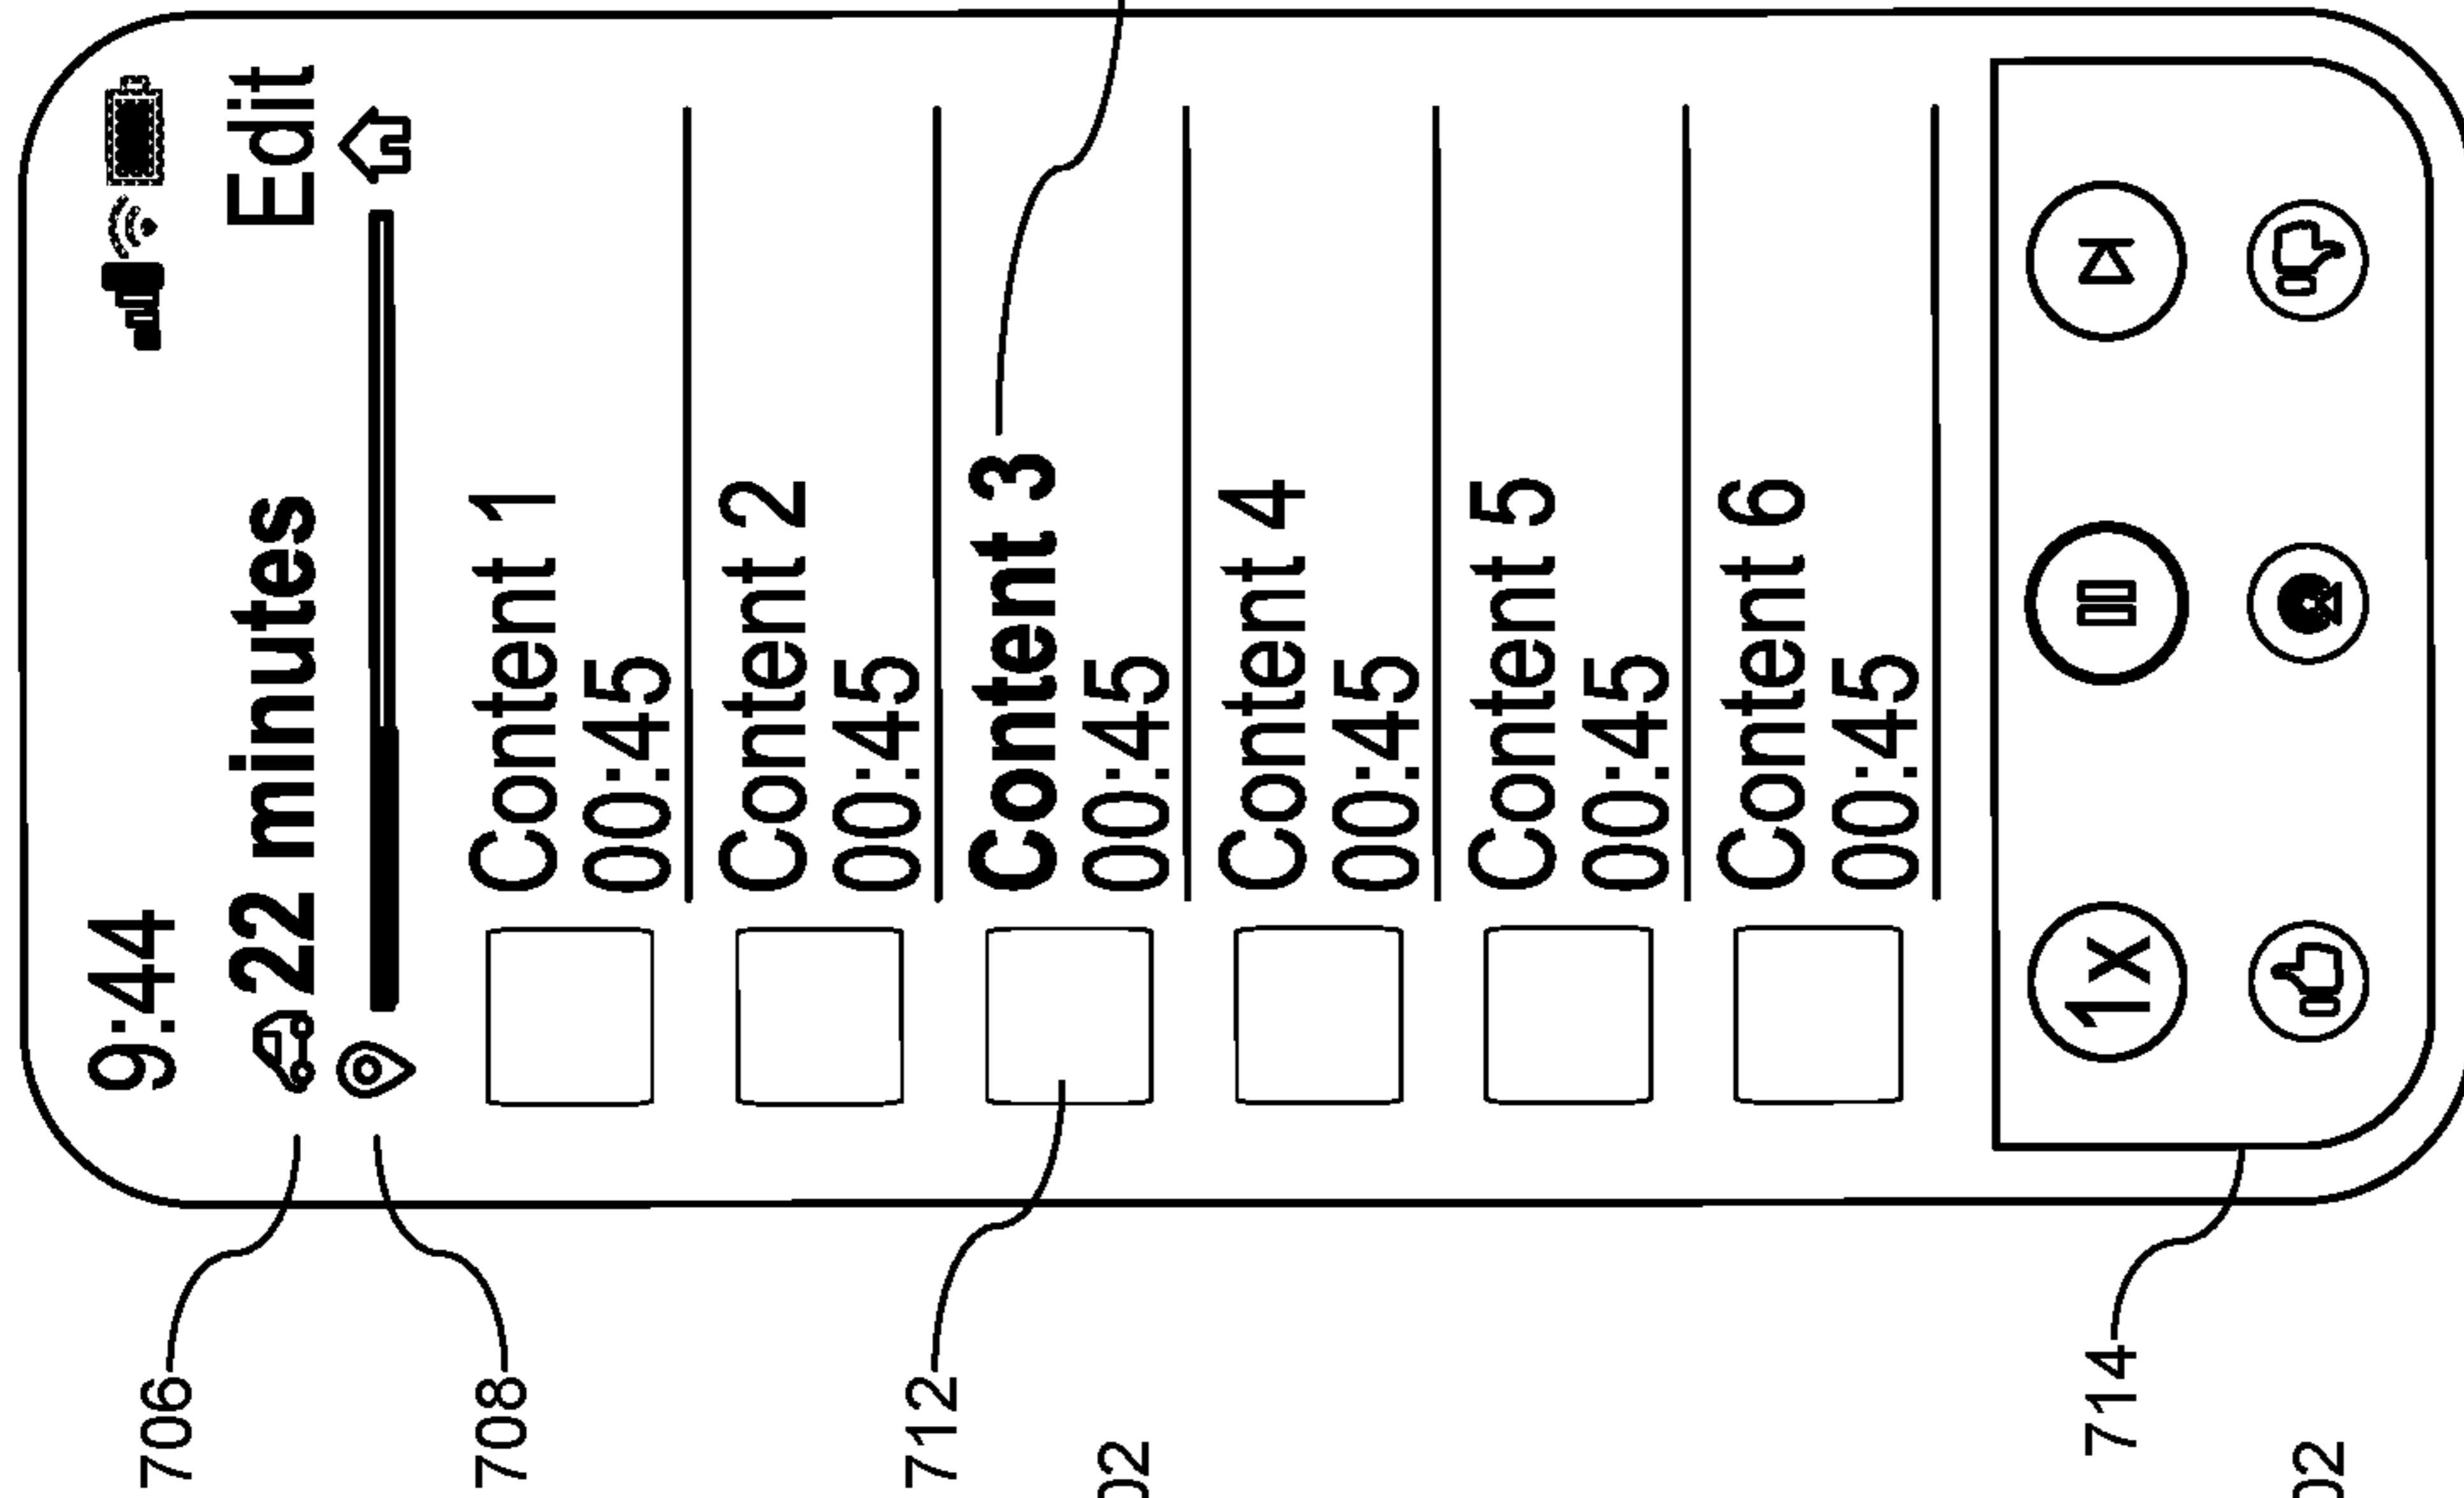 9:44
22 minutes Edit
706
708
Content 1
00:45
Content 2
00:45
Content 3
00:45
712
Content 4
00:45
Content 5
00:45
Content 6
00:45
1x
714